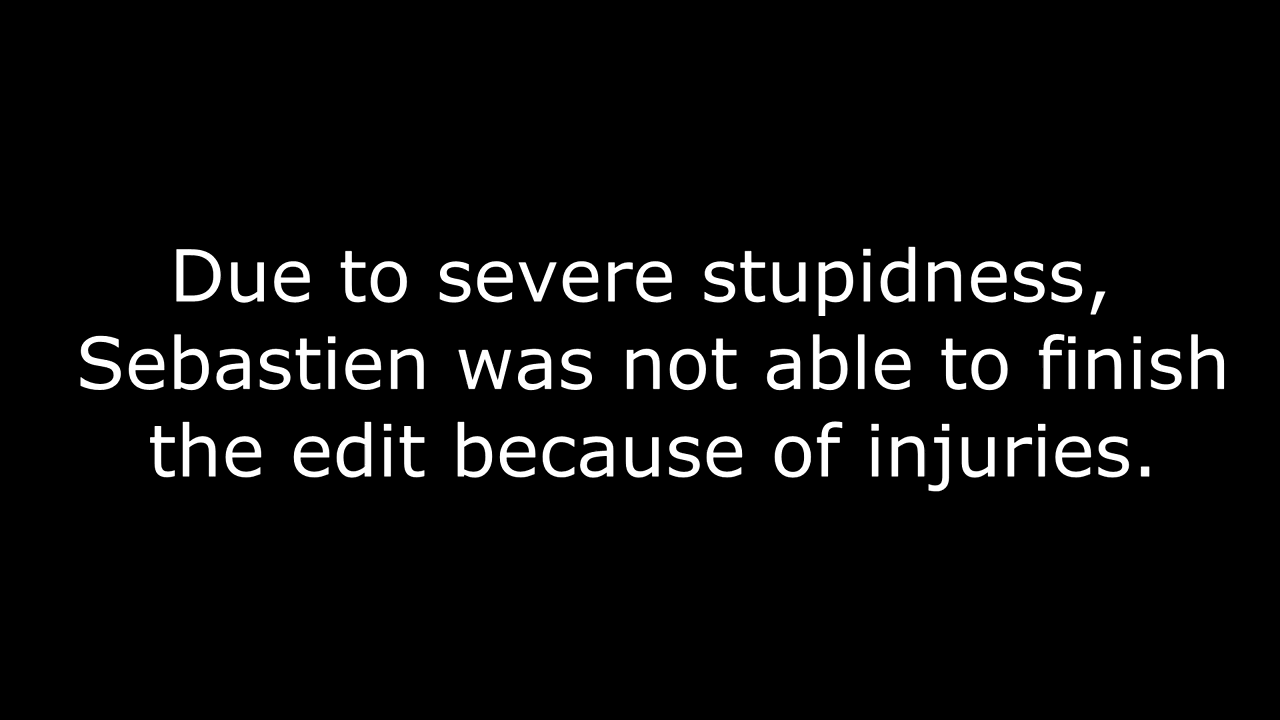 Due to severe stupidness,
Sebastien was not able to finish
the edit because of injuries.